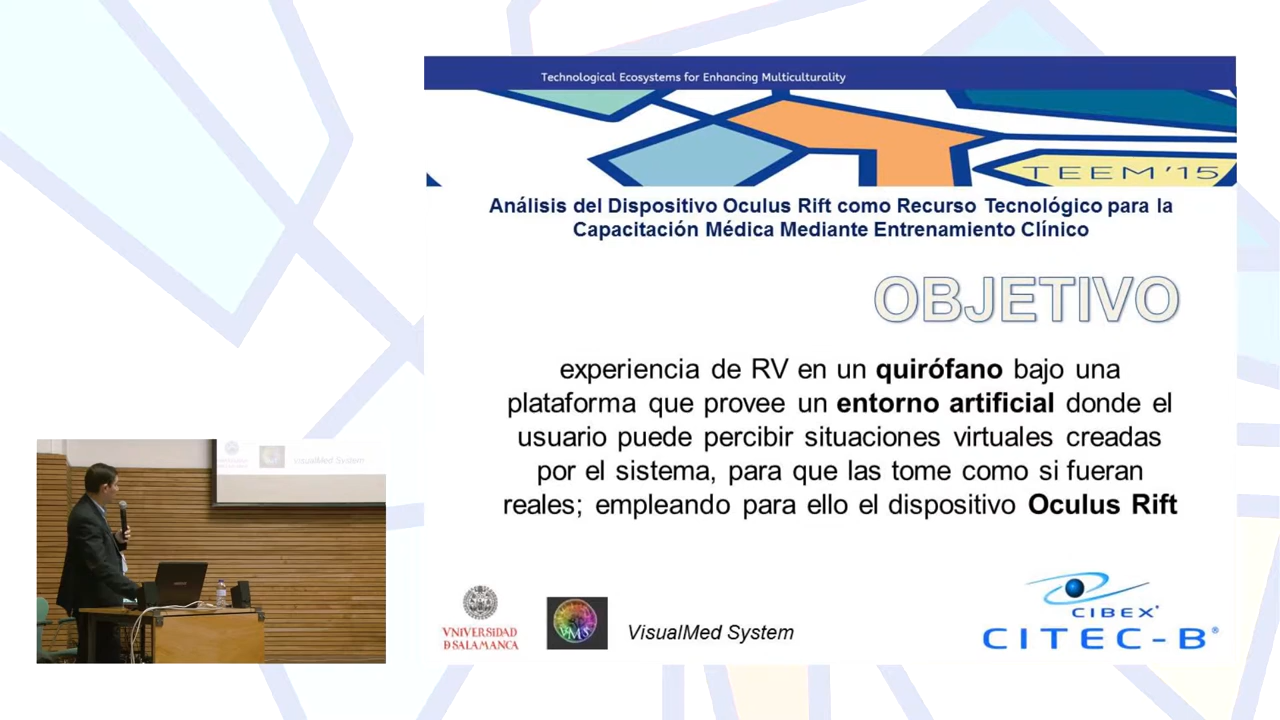 Technological Ecosystems for Enhancing Multiculturality
TEEM'15
Análisis del Dispositivo Oculus Rift como Recurso Tecnológico para la
Capacitación Médica Mediante Entrenamiento Clínico
OBJETIVO
experiencia de RV en un quirófano bajo una
plataforma que provee un entorno artificial donde el
usuario puede percibir situaciones virtuales creadas
por el sistema, para que las tome como si fueran
reales; empleando para ello el dispositivo Oculus Rift
VisualMed System
VNIVERSIDAD
D SALAMANCA
VMS
VisualMed System
CIBEX
CITEC-B®